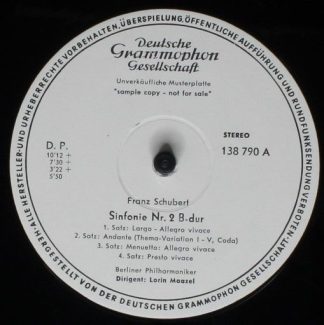 ALLE HERSTELLER-UND URHEBERRECHTE VORBEHALTEN, ÜBERSPIELUNG, ÖFFENTLICHE AUFFÜHRUNG UND RUNDFUNKSENDUNG VERBOTEN
Deutsche
Grammophon
Gesellschaft
Unverkäufliche Musterplatte
"sample copy - not for sale"
STEREO
D. P.
138 790 A
10'12 +
7'30 +
3'22 +
5'50
Franz Schubert
Sinfonie Nr. 2 B-dur
1. Satz: Largo - Allegro vivace
2. Satz: Andante (Thema-Variation I - V, Coda)
3. Satz: Menuetto: Allegro vivace
4. Satz: Presto vivace
Berliner Philharmoniker
Dirigent: Lorin Maazel
HERGESTELLT VON DER DEUTSCHEN GRAMMOPHON GESELLSCHAFT